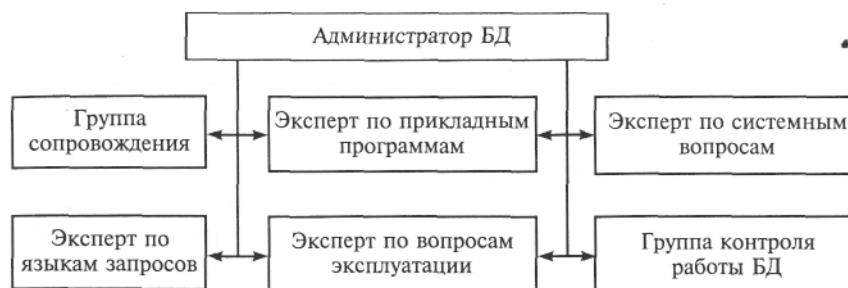 Администратор БД
Группа
сопровождения
Эксперт по прикладным
программам
Эксперт по системным
вопросам
Эксперт по
языкам запросов
Эксперт по вопросам
эксплуатации
Группа контроля
работы БД